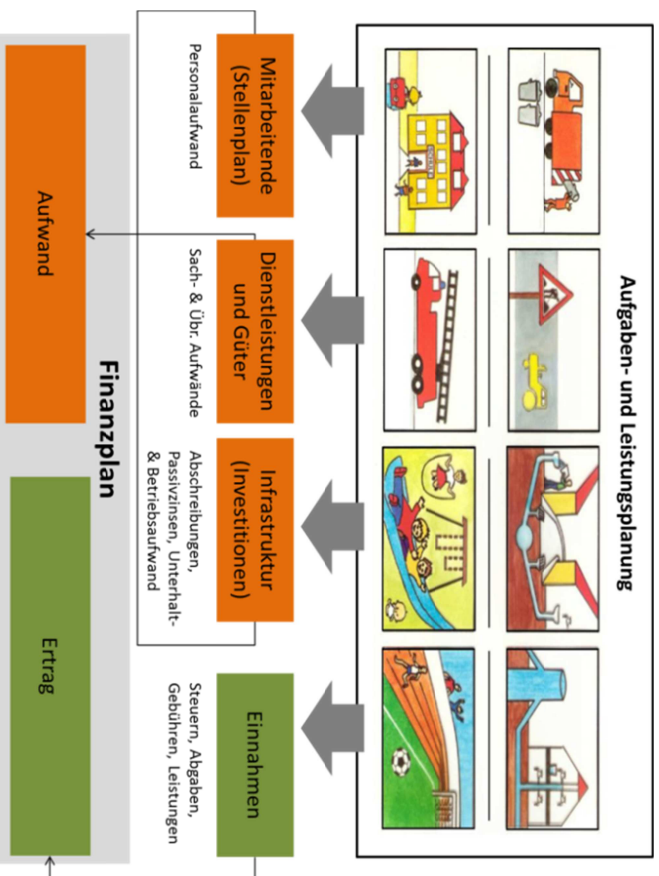 Aufgaben- und Leistungsplanung
Mitarbeitende
(Stellenplan)
Personalaufwand
Dienstleistungen
und Güter
Sach- & Übr. Aufwände
Infrastruktur
(Investitionen)
Abschreibungen,
Passivzinsen, Unterhalt-
& Betriebsaufwand
Einnahmen
Steuern, Abgaben,
Gebühren, Leistungen
Finanzplan
Aufwand
Ertrag